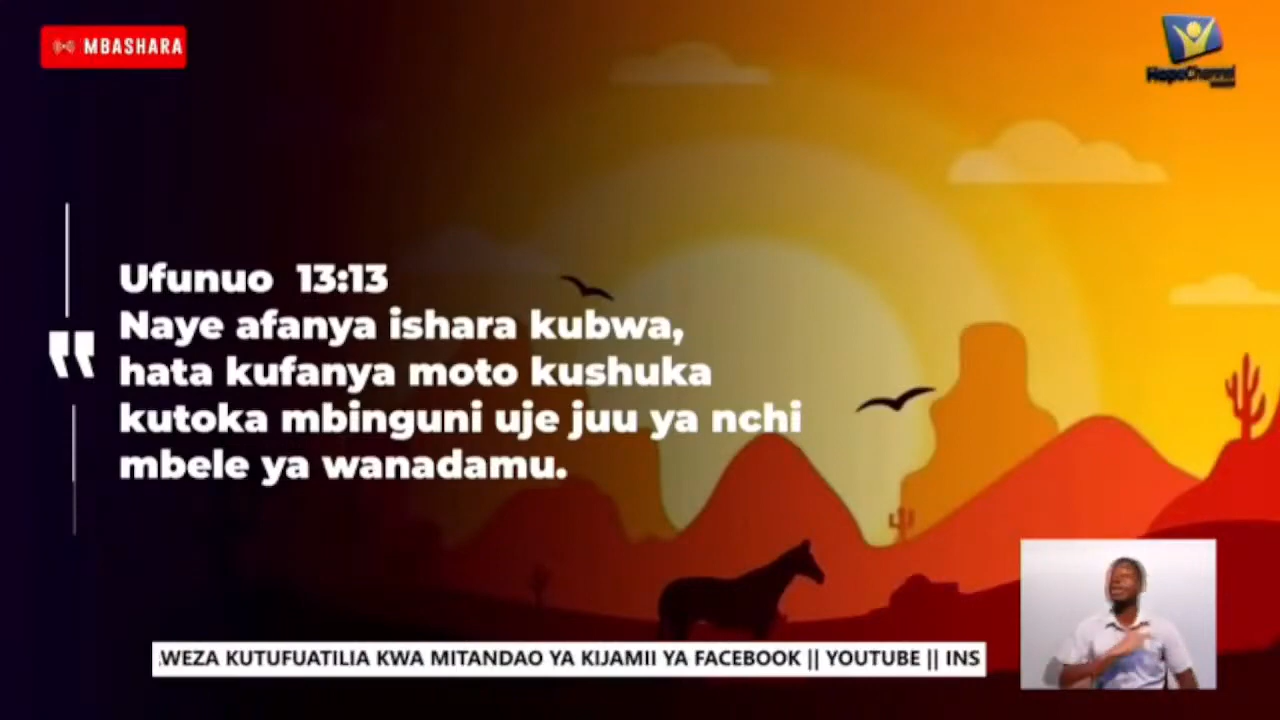 MBASHARA
HopeChannel
Ufunuo 13:13
Naye afanya ishara kubwa,
hata kufanya moto kushuka
kutoka mbinguni uje juu ya nchi
mbele ya wanadamu.
WEZA KUTUFUATILIA KWA MITANDAO YA KIJAMII YA FACEBOOK || YOUTUBE || INS